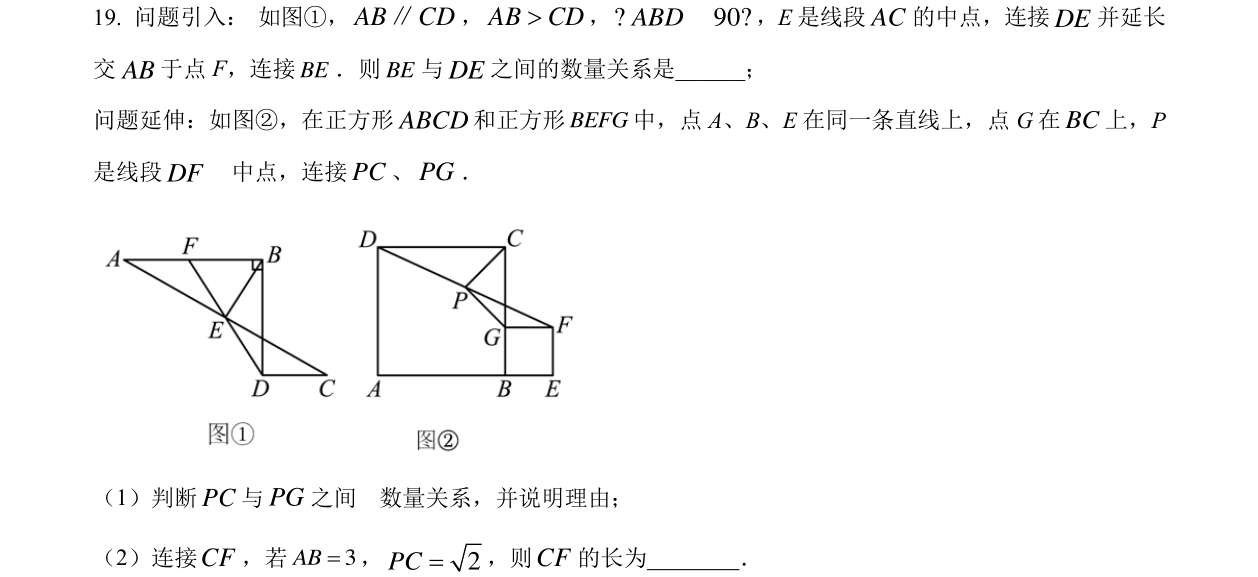 19. 问题引入： 如图①，AB∥CD，AB＞CD，? ABD 90?，E 是线段 AC 的中点，连接 DE 并延长
交 AB 于点 F，连接 BE．则 BE 与 DE 之间的数量关系是______；
问题延伸：如图②，在正方形 ABCD 和正方形 BEFG 中，点 A、B、E 在同一条直线上，点 G 在 BC 上，P
是线段 DF 中点，连接 PC 、 PG．
A F B E D C
D C P F G A B E
图① 图②
（1）判断 PC 与 PG 之间 数量关系，并说明理由；
（2）连接 CF，若 AB = 3，PC = √2，则 CF 的长为________．